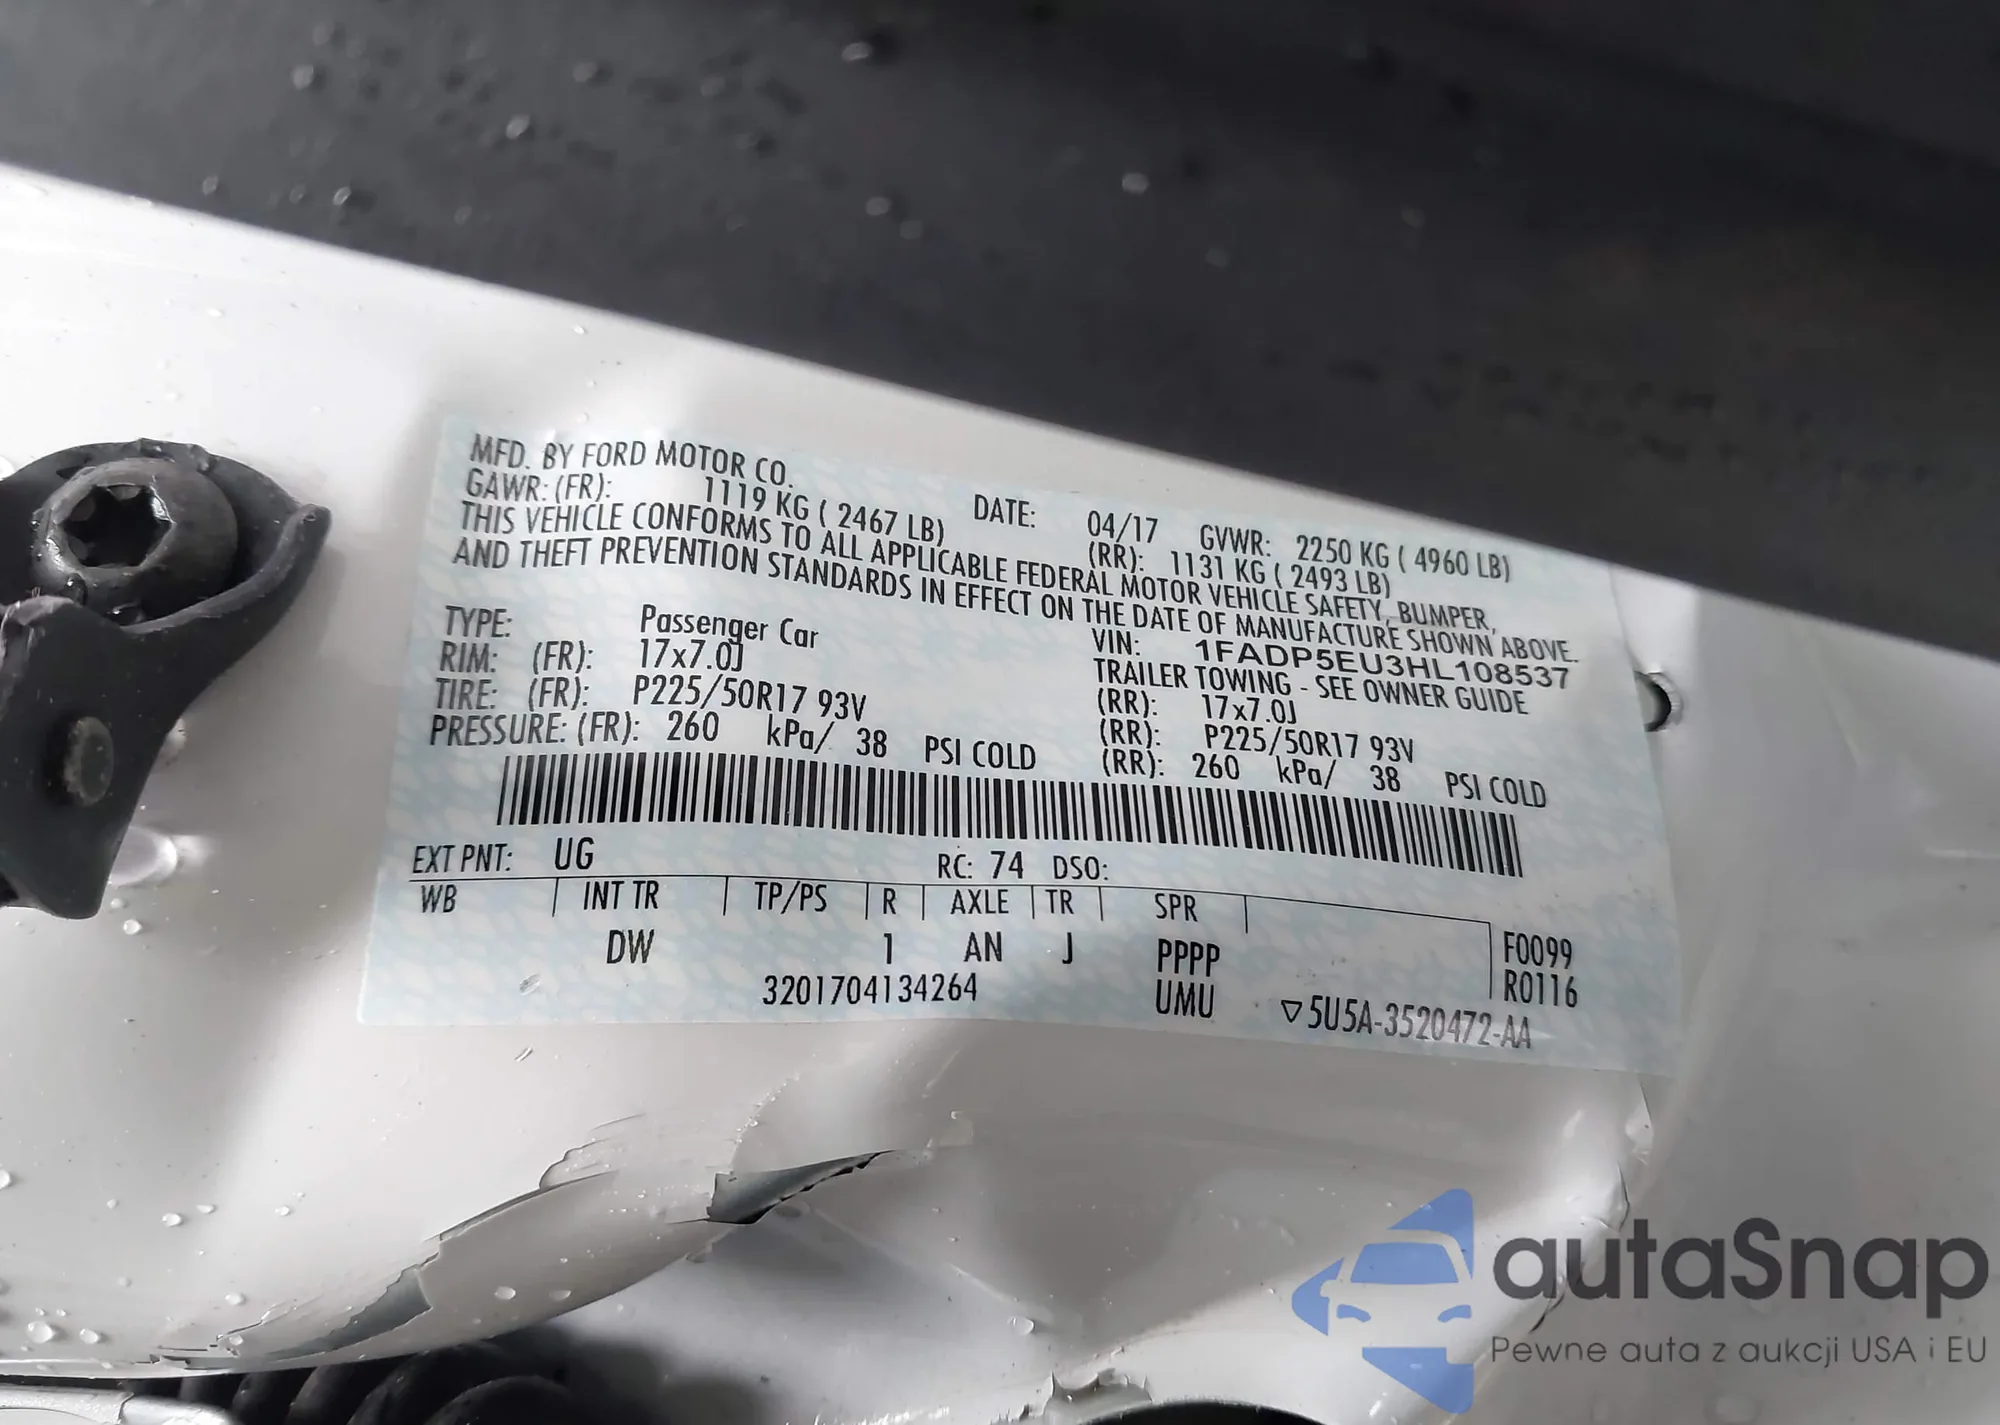 MFD. BY FORD MOTOR CO. DATE: 04/17 GVWR: 2250 KG ( 4960 LB)
GAWR: (FR): 1119 KG ( 2467 LB) (RR): 1131 KG ( 2493 LB)
THIS VEHICLE CONFORMS TO ALL APPLICABLE FEDERAL MOTOR VEHICLE SAFETY, BUMPER,
AND THEFT PREVENTION STANDARDS IN EFFECT ON THE DATE OF MANUFACTURE SHOWN ABOVE.
VIN: 1FADP5EU3HL108537
TYPE: Passenger Car TRAILER TOWING - SEE OWNER GUIDE
RIM: (FR): 17x7.0J (RR): 17x7.0J
TIRE: (FR): P225/50R17 93V (RR): P225/50R17 93V
PRESSURE: (FR): 260 kPa/ 38 PSI COLD (RR): 260 kPa/ 38 PSI COLD
EXT PNT: UG RC: 74 DSO:
WB INT TR TP/PS R AXLE TR SPR
DW 1 AN J PPPP F0099
3201704134264 UMU R0116
▽5U5A-3520472-AA
autaSnap
Pewne auta z aukcji USA i EU